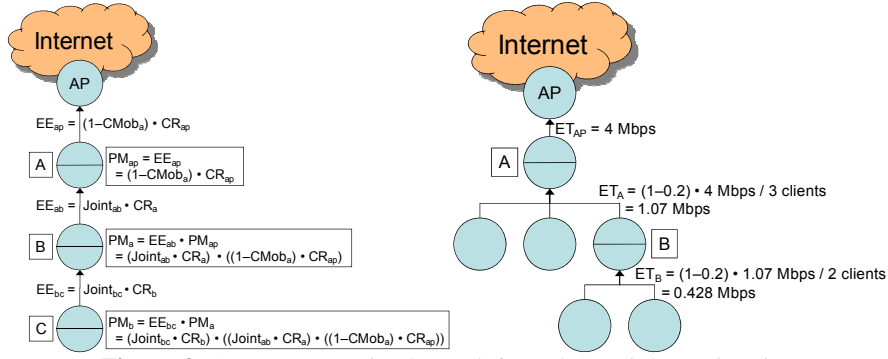 Internet
AP
EEap = (1–CMoba) • CRap
A
PMap = EEap
= (1–CMoba) • CRap
EEab = Jointab • CRa
B
PMa = EEab • PMap
= (Jointab • CRa) • ((1–CMoba) • CRap)
EEbc = Jointbc • CRb
C
PMb = EEbc • PMa
= (Jointbc • CRb) • ((Jointab • CRa) • ((1–CMoba) • CRap))
Internet
AP
ETAP = 4 Mbps
A
ETA = (1–0.2) • 4 Mbps / 3 clients
= 1.07 Mbps
B
ETB = (1–0.2) • 1.07 Mbps / 2 clients
= 0.428 Mbps